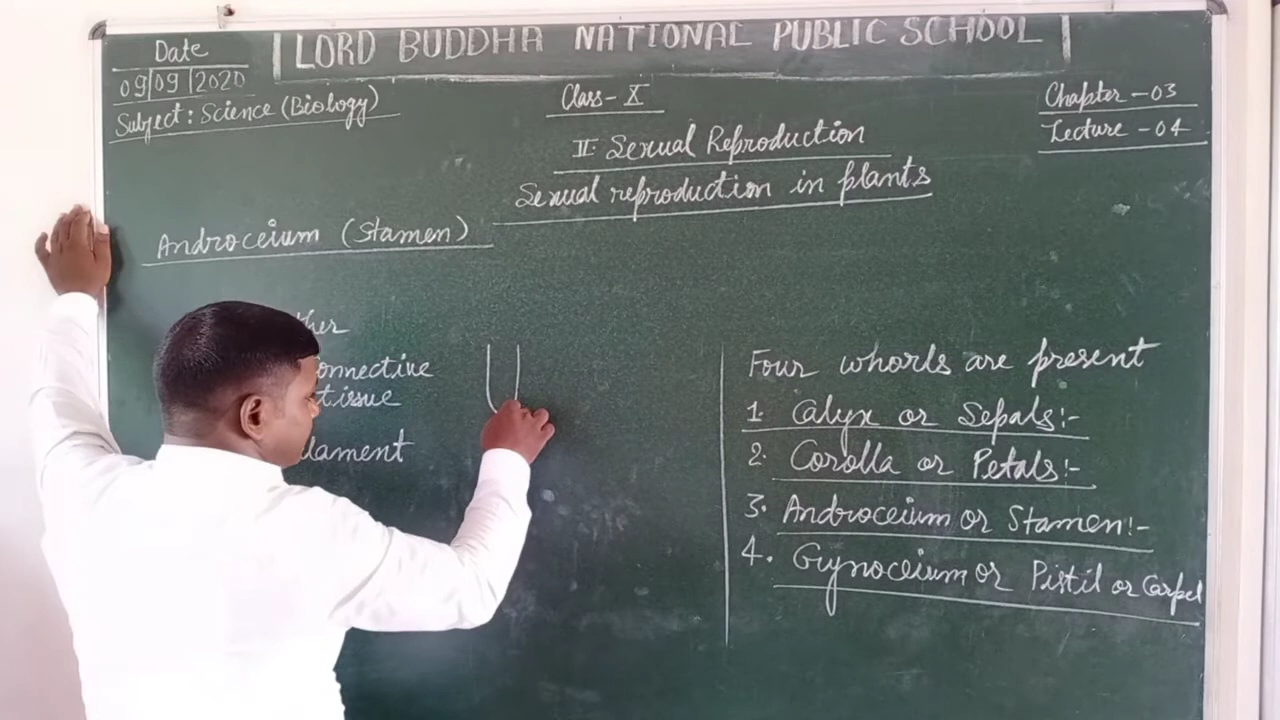 Date
09/09/2020
Subject: Science (Biology)
LORD BUDDHA NATIONAL PUBLIC SCHOOL
Class - X
Chapter - 03
Lecture - 04
II. Sexual Reproduction
Sexual reproduction in plants
Androceium (Stamen)
ther
onnective
tissue
lament
Four whorls are present
1. Calyx or Sepals:-
2. Corolla or Petals:-
3. Androceium or Stamen:-
4. Gynoceium or Pistil or Carpel